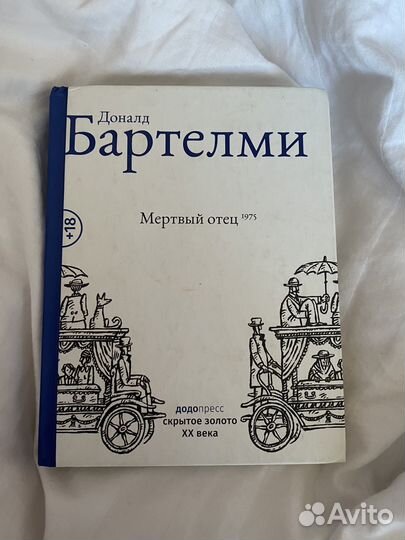 Доналд
Бартелми
+18
Мертвый отец 1975
додопресс
скрытое золото
XX века
Avito